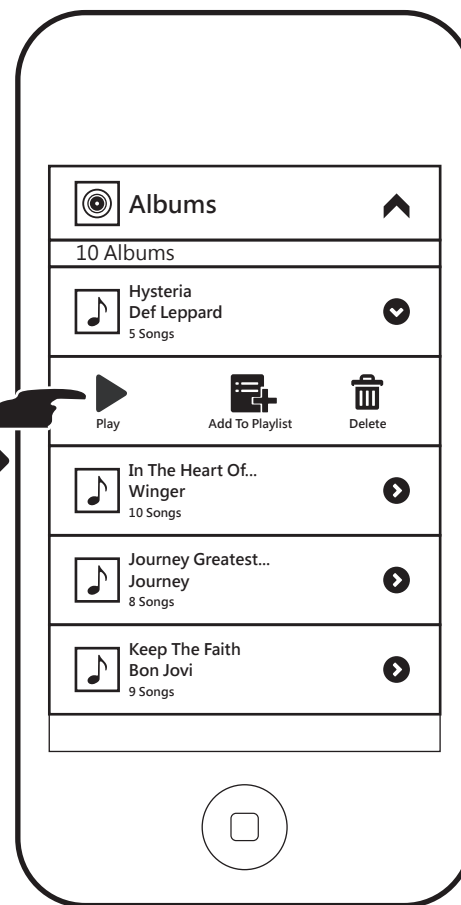 Albums
10 Albums
Hysteria
Def Leppard
5 Songs
Play
Add To Playlist
Delete
In The Heart Of...
Winger
10 Songs
Journey Greatest...
Journey
8 Songs
Keep The Faith
Bon Jovi
9 Songs